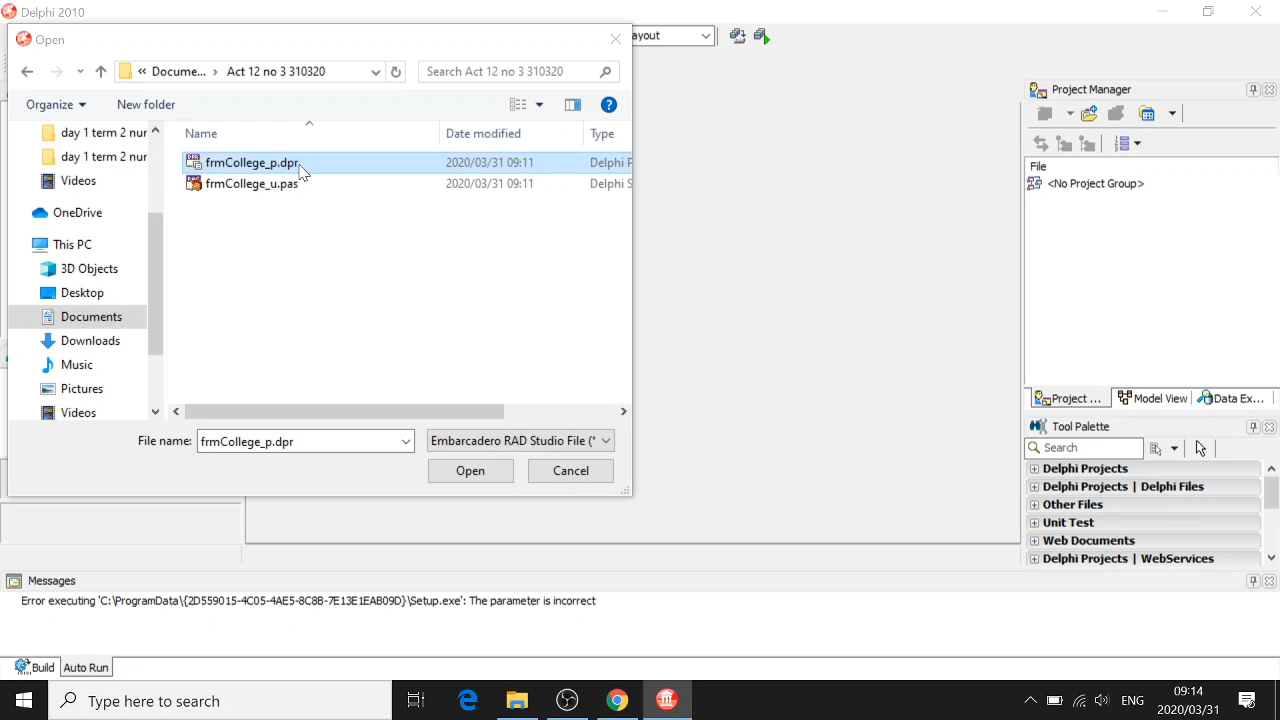 Delphi 2010
Open
ayout
« Docume... › Act 12 no 3 310320
Search Act 12 no 3 310320
Organize
New folder
Name
Date modified
Type
day 1 term 2 nur
day 1 term 2 nur
Videos
OneDrive
This PC
3D Objects
Desktop
Documents
Downloads
Music
Pictures
Videos
frmCollege_p.dpr
2020/03/31 09:11
Delphi P
frmCollege_u.pas
2020/03/31 09:11
Delphi S
File name:
frmCollege_p.dpr
Embarcadero RAD Studio File (*
Open
Cancel
Project Manager
File
<No Project Group>
Project ...
Model View
Data Ex...
Tool Palette
Search
Delphi Projects
Delphi Projects | Delphi Files
Other Files
Unit Test
Web Documents
Delphi Projects | WebServices
Messages
Error executing 'C:\ProgramData\{2D559015-4C05-4AE5-8C8B-7E13E1EAB09D}\Setup.exe': The parameter is incorrect
Build
Auto Run
Type here to search
ENG
09:14
2020/03/31